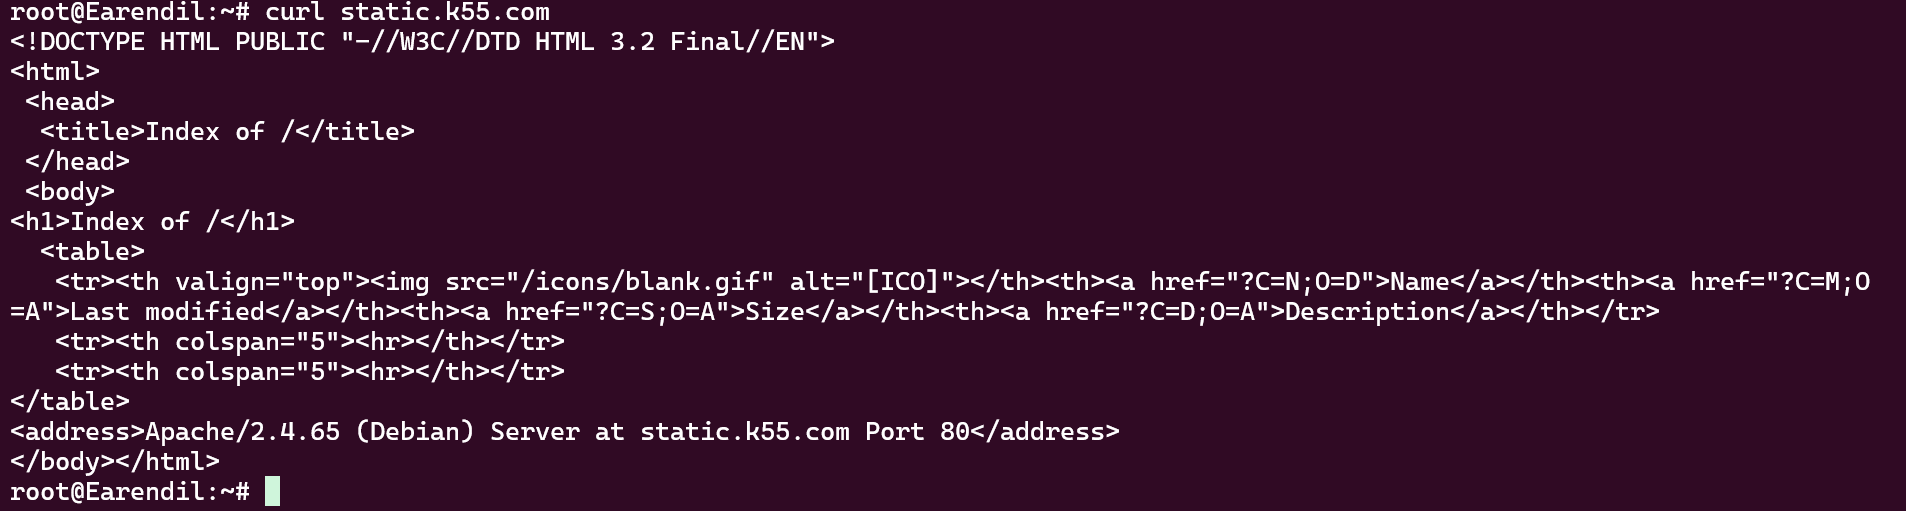 root@Earendil:~# curl static.k55.com
<!DOCTYPE HTML PUBLIC "-//W3C//DTD HTML 3.2 Final//EN">
<html>
 <head>
  <title>Index of /</title>
 </head>
 <body>
<h1>Index of /</h1>
  <table>
   <tr><th valign="top"><img src="/icons/blank.gif" alt="[ICO]"></th><th><a href="?C=N;O=D">Name</a></th><th><a href="?C=M;O
=A">Last modified</a></th><th><a href="?C=S;O=A">Size</a></th><th><a href="?C=D;O=A">Description</a></th></tr>
   <tr><th colspan="5"><hr></th></tr>
   <tr><th colspan="5"><hr></th></tr>
</table>
<address>Apache/2.4.65 (Debian) Server at static.k55.com Port 80</address>
</body></html>
root@Earendil:~#